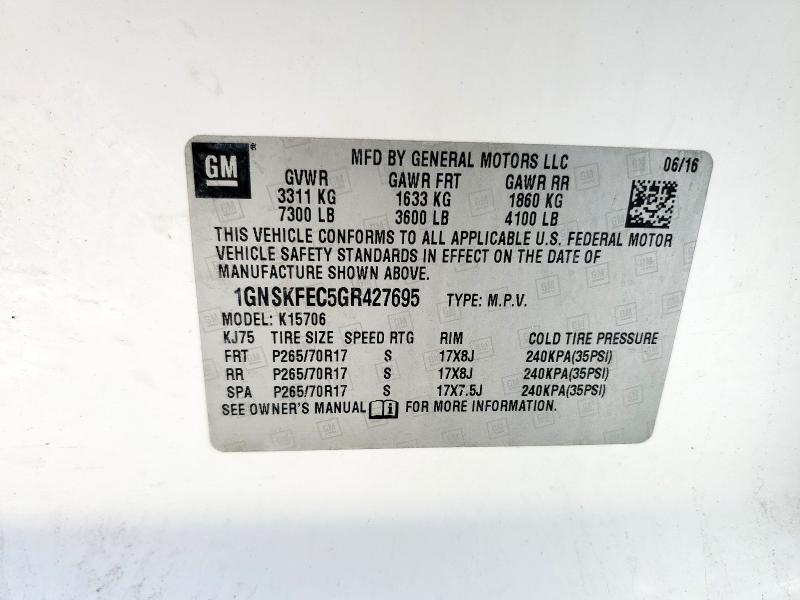 GM® MFD BY GENERAL MOTORS LLC 06/16
GVWR GAWR FRT GAWR RR
3311 KG 1633 KG 1860 KG
7300 LB 3600 LB 4100 LB
THIS VEHICLE CONFORMS TO ALL APPLICABLE U.S. FEDERAL MOTOR
VEHICLE SAFETY STANDARDS IN EFFECT ON THE DATE OF
MANUFACTURE SHOWN ABOVE.
1GNSKFEC5GR427695 TYPE: M.P.V.
MODEL: K15706
KJ75 TIRE SIZE SPEED RTG RIM COLD TIRE PRESSURE
FRT P265/70R17 S 17X8J 240KPA(35PSI)
RR P265/70R17 S 17X8J 240KPA(35PSI)
SPA P265/70R17 S 17X7.5J 240KPA(35PSI)
SEE OWNER'S MANUAL FOR MORE INFORMATION.